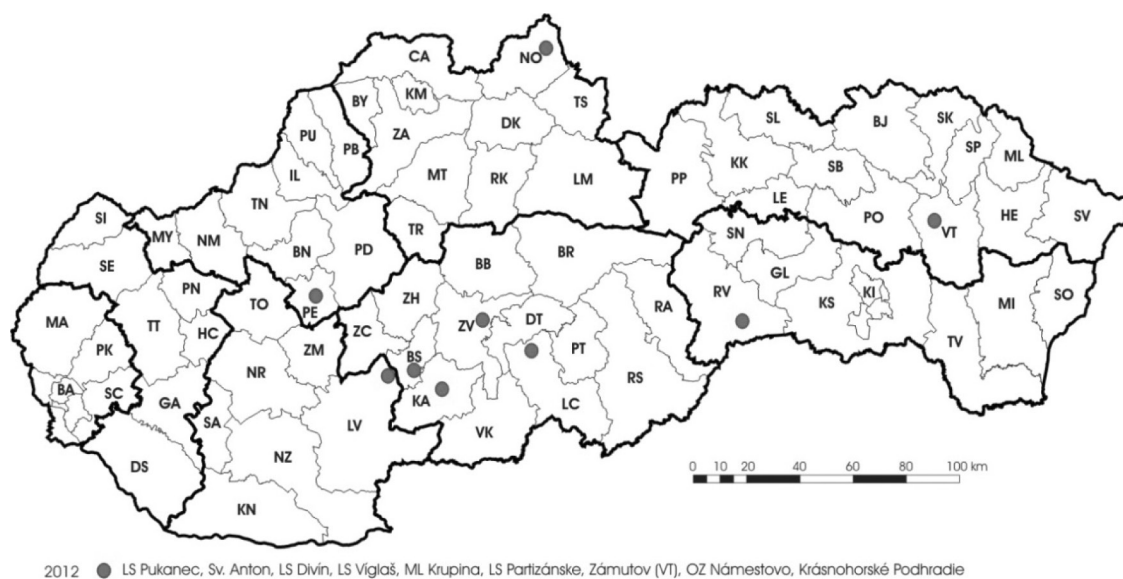 CA
NO
BY
KM
TS
PU
PB
ZA
DK
SL
BJ
SK
SP
ML
IL
MT
RK
LM
PP
KK
SB
TN
LE
PO
HE
SV
SI
MY
NM
BN
PD
TR
VT
SE
BB
BR
SN
PN
GL
TO
PE
ZH
RV
KS
KI
MI
SO
MA
TT
HC
ZC
ZV
DT
RA
PK
ZM
BS
PT
TV
NR
BA
SC
GA
KA
RS
SA
LV
LC
NZ
VK
DS
KN
0 20 40 60 80 100 km
2012 LS Pukanec, Sv. Anton, LS Divín, LS Vígľaš, ML Krupina, LS Partizánske, Zámutov (VT), OZ Námestovo, Krásnohorské Podhradie